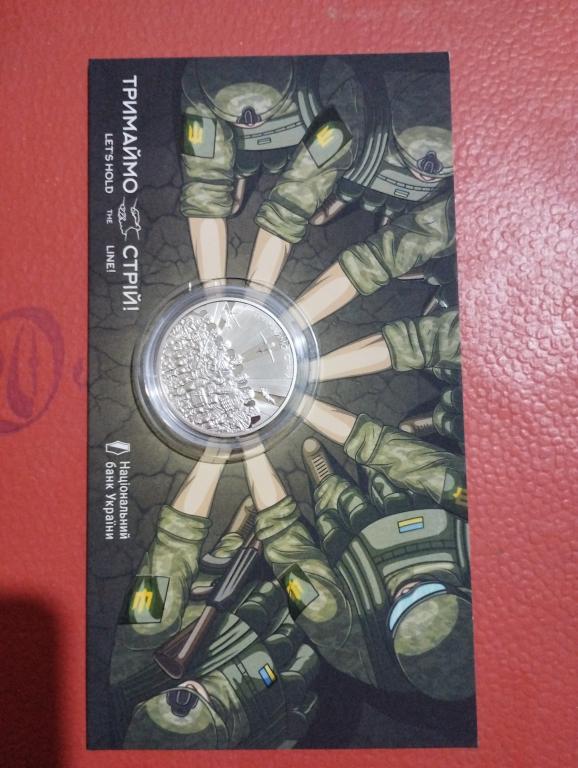 ТРИМАЙМО СТРІЙ!
LET'S HOLD THE LINE!
Національний
банк України